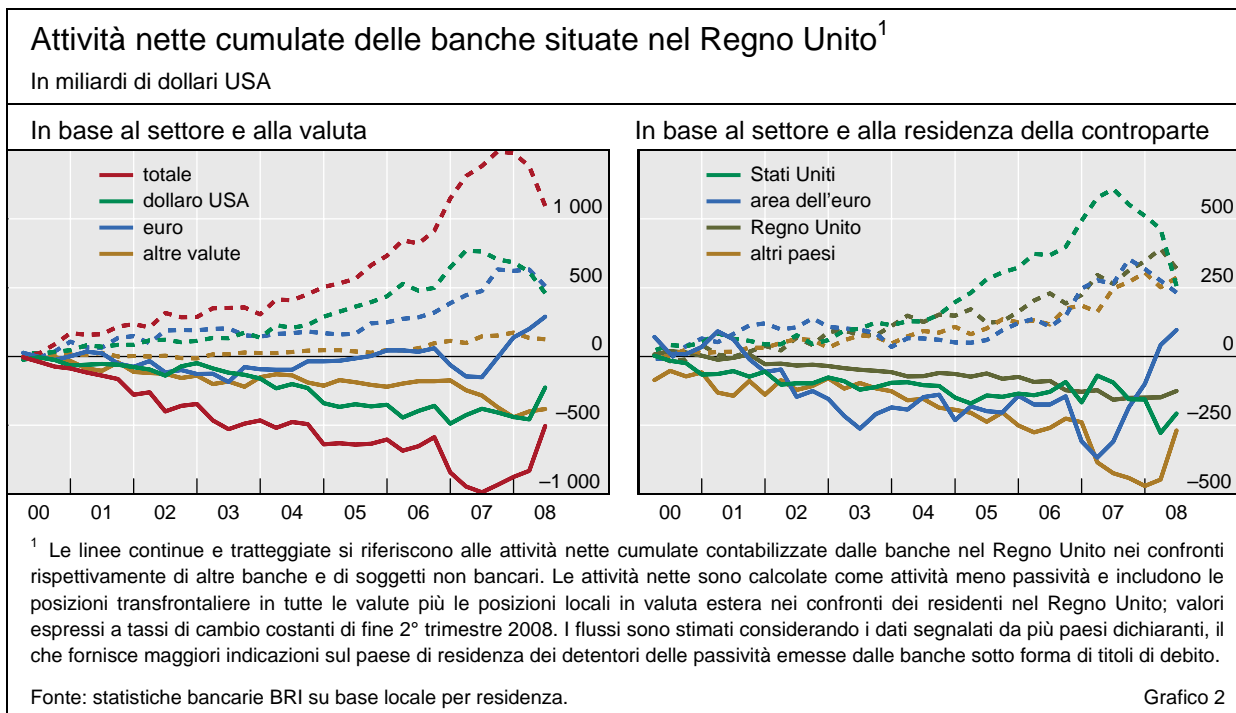 Attività nette cumulate delle banche situate nel Regno Unito¹
In miliardi di dollari USA
In base al settore e alla valuta
totale
dollaro USA
euro
altre valute
1 000
500
0
–500
–1 000
00 01 02 03 04 05 06 07 08
In base al settore e alla residenza della controparte
Stati Uniti
area dell'euro
Regno Unito
altri paesi
500
250
0
–250
–500
00 01 02 03 04 05 06 07 08
¹ Le linee continue e tratteggiate si riferiscono alle attività nette cumulate contabilizzate dalle banche nel Regno Unito nei confronti
rispettivamente di altre banche e di soggetti non bancari. Le attività nette sono calcolate come attività meno passività e includono le
posizioni transfrontaliere in tutte le valute più le posizioni locali in valuta estera nei confronti dei residenti nel Regno Unito; valori
espressi a tassi di cambio costanti di fine 2° trimestre 2008. I flussi sono stimati considerando i dati segnalati da più paesi dichiaranti, il
che fornisce maggiori indicazioni sul paese di residenza dei detentori delle passività emesse dalle banche sotto forma di titoli di debito.
Fonte: statistiche bancarie BRI su base locale per residenza.
Grafico 2